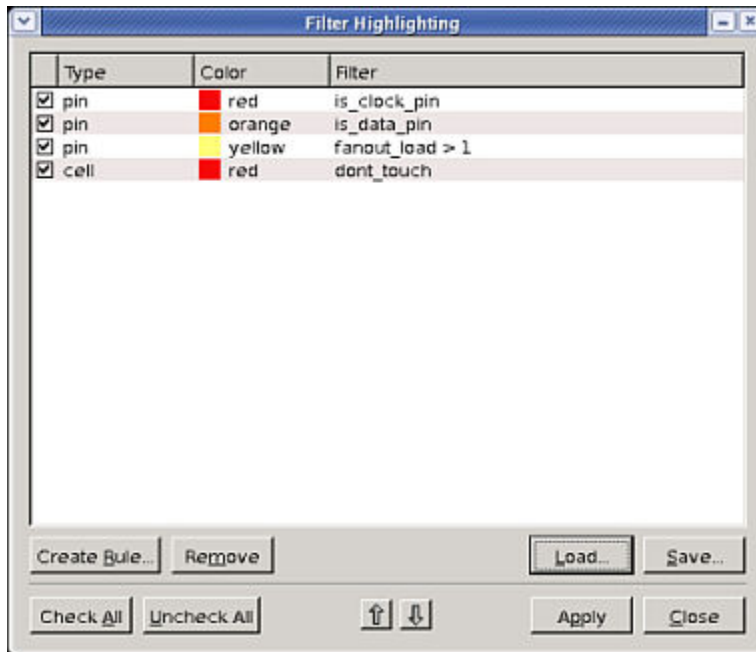 Filter Highlighting
Type Color Filter
pin red is_clock_pin
pin orange is_data_pin
pin yellow fanout_load > 1
cell red dont_touch
Create Rule... Remove Load... Save...
Check All Uncheck All Apply Close